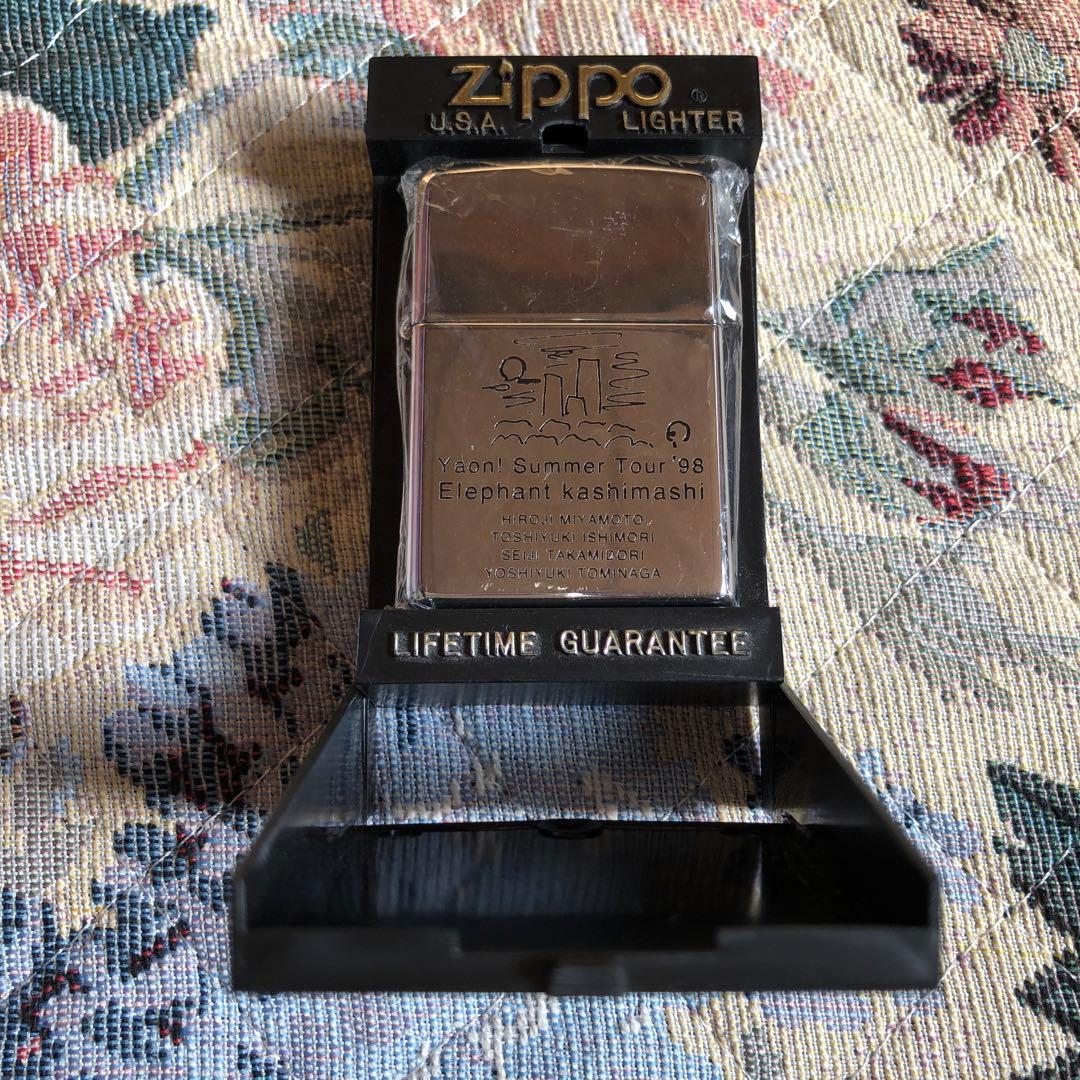 Zippo ®
U.S.A. LIGHTER
Yaon! Summer Tour '98
Elephant kashimashi
HIROJI MIYAMOTO
TOSHIYUKI ISHIMORI
SEIJI TAKAMIDORI
YOSHIYUKI TOMINAGA
LIFETIME GUARANTEE